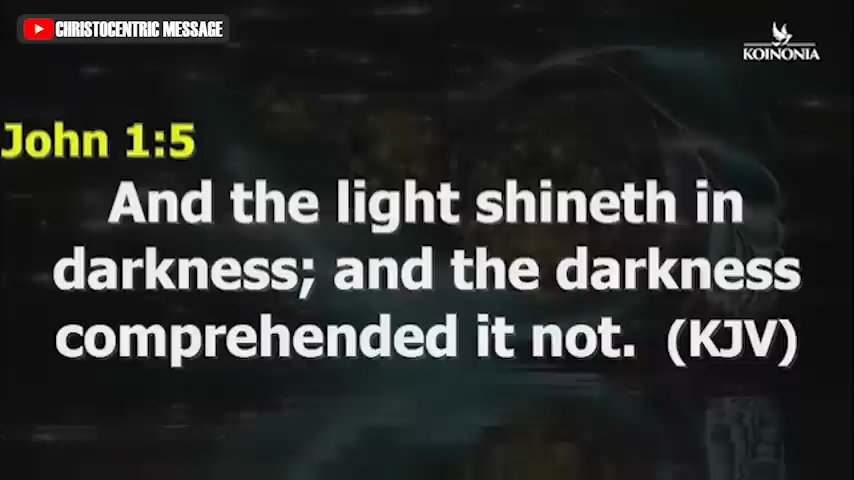 CHRISTOCENTRIC MESSAGE
KOINONIA
John 1:5
And the light shineth in
darkness; and the darkness
comprehended it not. (KJV)